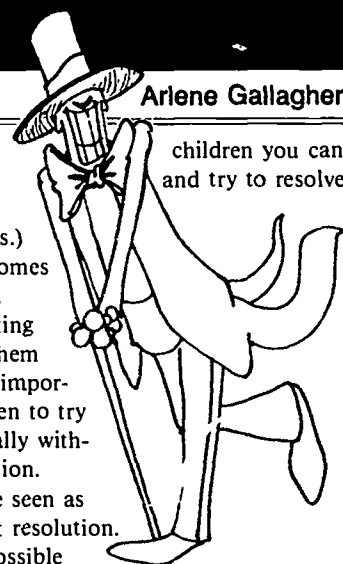 Arlene Gallagher
children you can
and try to resolve
s.)
omes
ting
hem
impor-
en to try
ally with-
ion.
e seen as
t resolution.
ossible